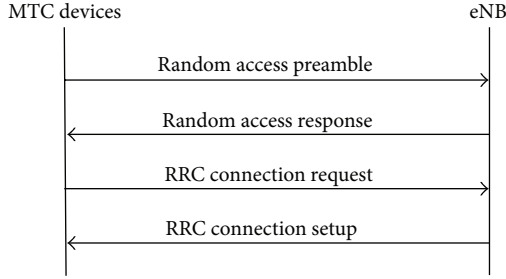 MTC devices
eNB
Random access preamble
Random access response
RRC connection request
RRC connection setup